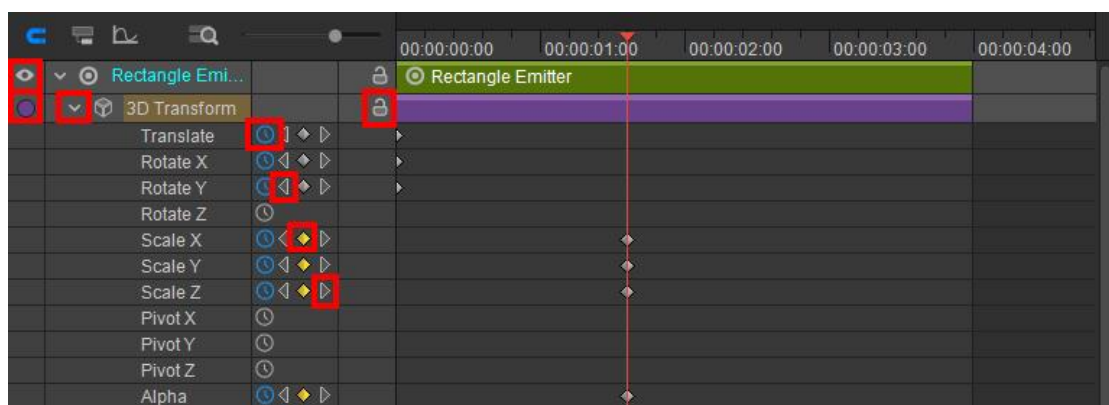 00:00:00:00 00:00:01:00 00:00:02:00 00:00:03:00 00:00:04:00
Rectangle Emi... Rectangle Emitter
3D Transform
Translate
Rotate X
Rotate Y
Rotate Z
Scale X
Scale Y
Scale Z
Pivot X
Pivot Y
Pivot Z
Alpha